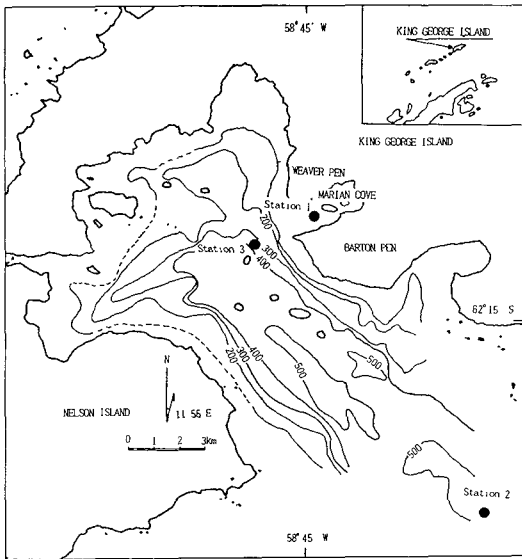 58°45' W
KING GEORGE ISLAND
KING GEORGE ISLAND
WEAVER PEN
MARIAN COVE
Station 1
200
BARTON PEN
Station 3
300
400
62°15' S
500
200
300
400
500
N
11 56 E
NELSON ISLAND
0 1 2 3km
500
Station 2
58°45' W